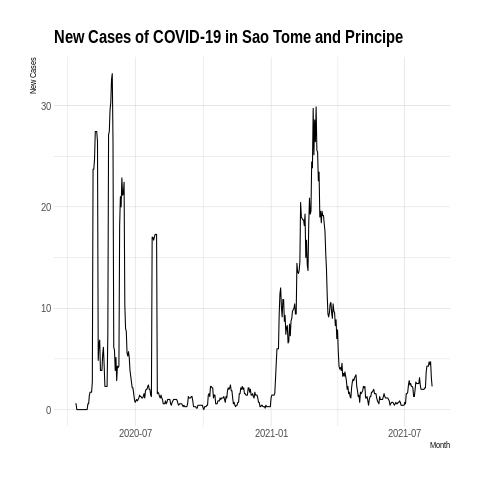 New Cases of COVID-19 in Sao Tome and Principe
New Cases
30
20
10
0
2020-07
2021-01
2021-07
Month